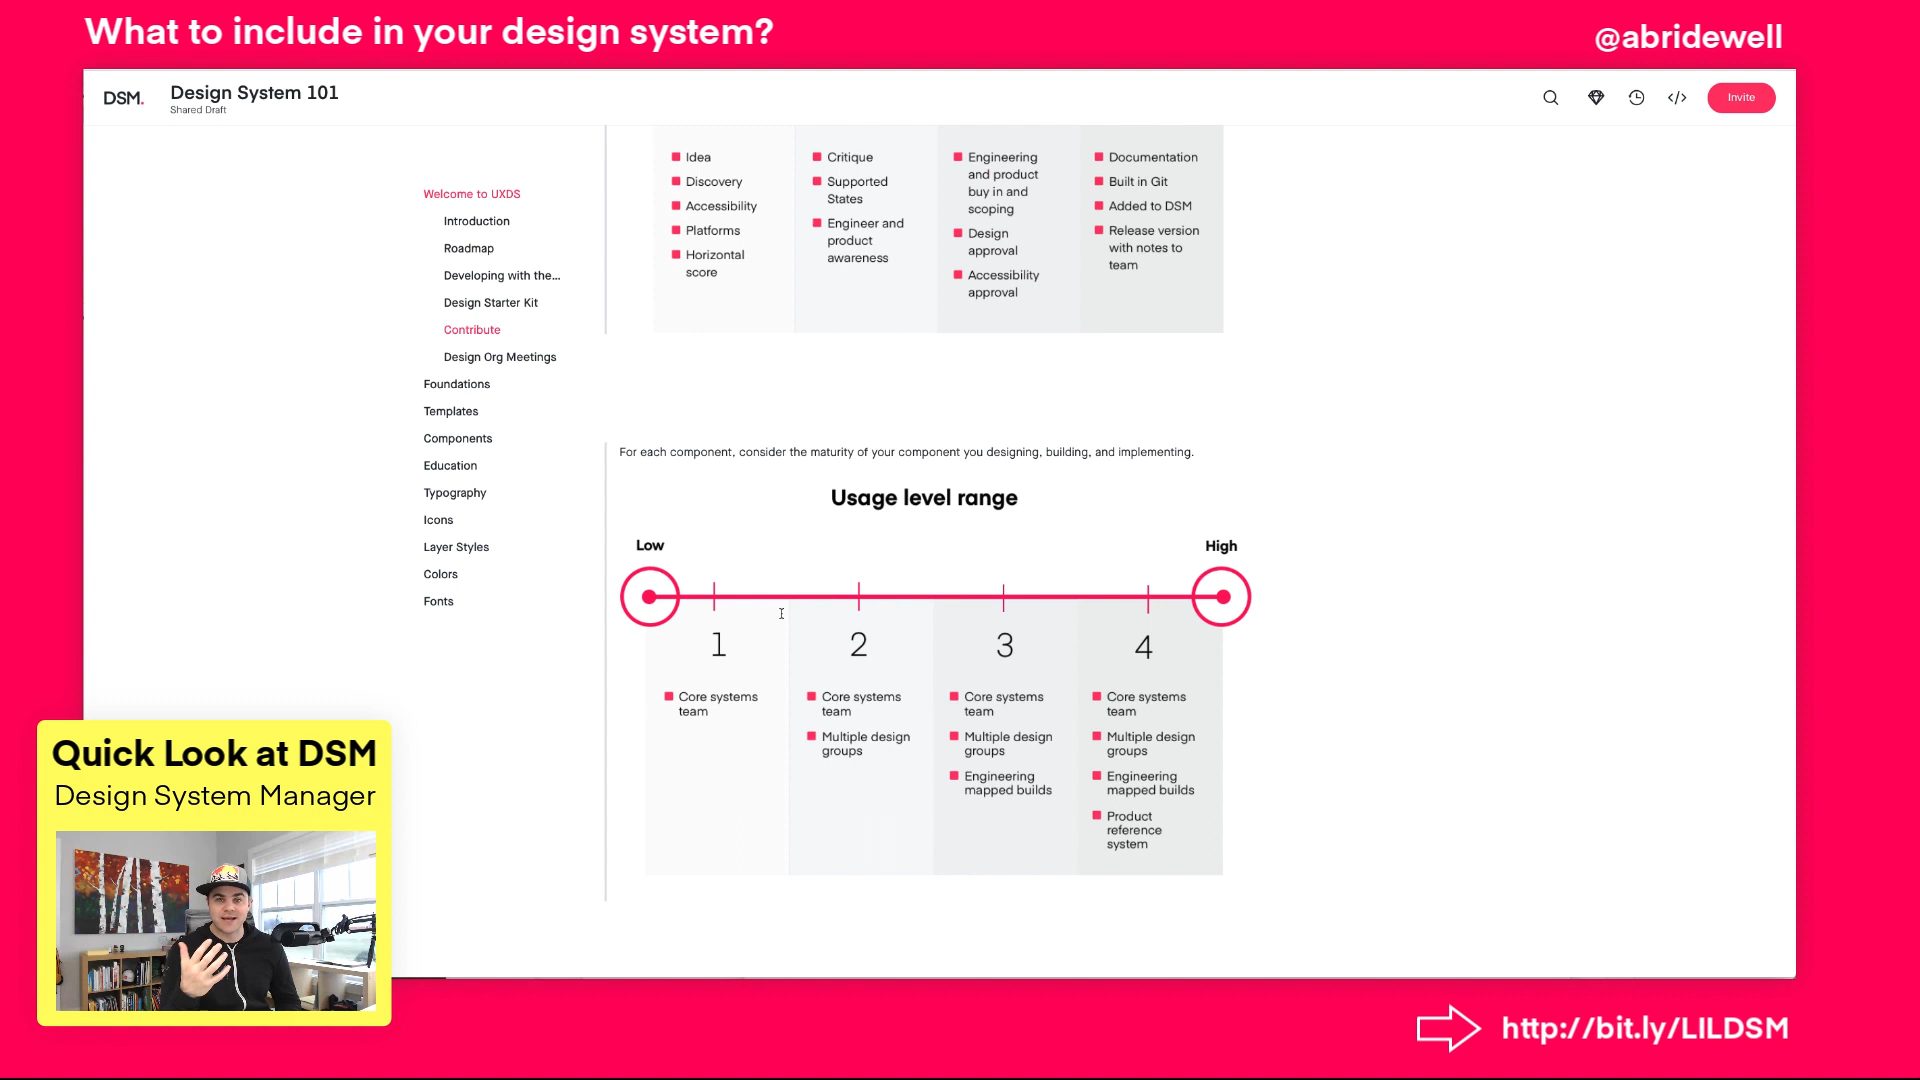 What to include in your design system?
@abridewell
DSM.
Design System 101
Shared Draft
Invite
Welcome to UXDS
Introduction
Roadmap
Developing with the...
Design Starter Kit
Contribute
Design Org Meetings
Foundations
Templates
Components
Education
Typography
Icons
Layer Styles
Colors
Fonts
Idea
Discovery
Accessibility
Platforms
Horizontal
score
Critique
Supported
States
Engineer and
product
awareness
Engineering
and product
buy in and
scoping
Design
approval
Accessibility
approval
Documentation
Built in Git
Added to DSM
Release version
with notes to
team
For each component, consider the maturity of your component you designing, building, and implementing.
Usage level range
Low
High
1
Core systems
team
2
Core systems
team
Multiple design
groups
3
Core systems
team
Multiple design
groups
Engineering
mapped builds
4
Core systems
team
Multiple design
groups
Engineering
mapped builds
Product
reference
system
Quick Look at DSM
Design System Manager
http://bit.ly/LILDSM